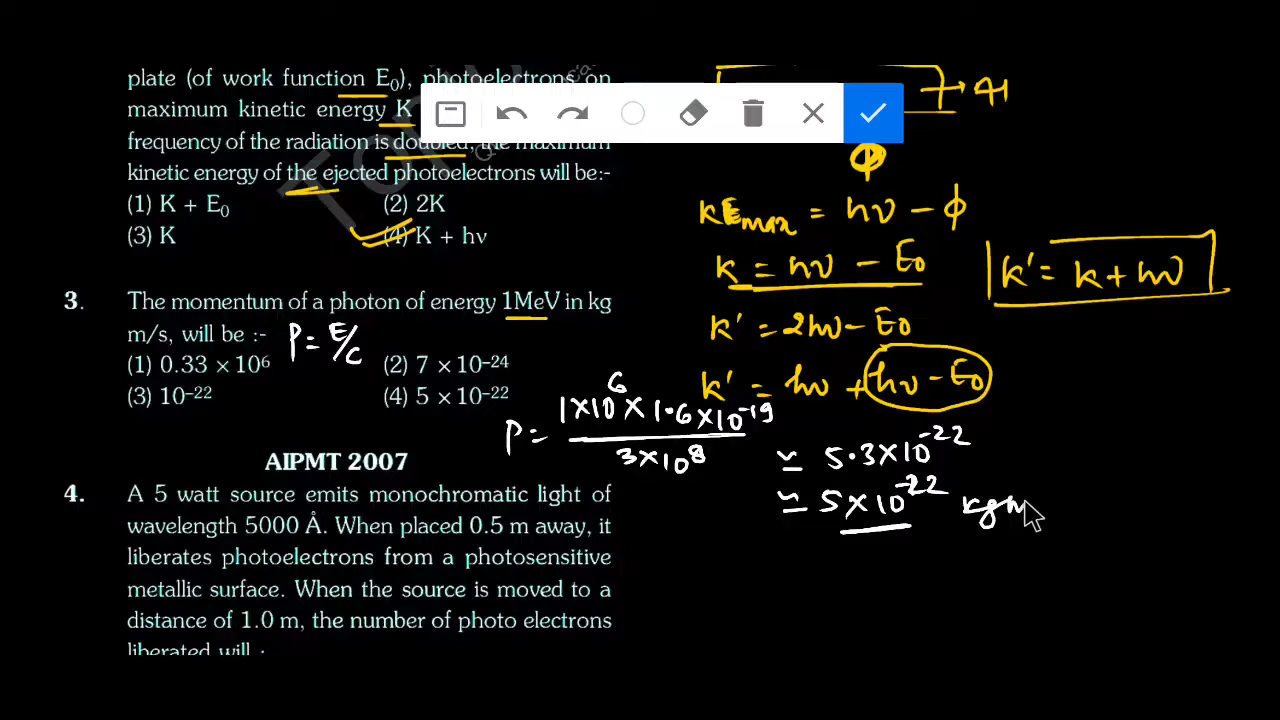 plate (of work function E₀), photoelectrons on
maximum kinetic energy K
frequency of the radiation is doubled, the maximum
kinetic energy of the ejected photoelectrons will be:-
(1) K + E₀ (2) 2K
(3) K (4) K + hν
3. The momentum of a photon of energy 1MeV in kg
m/s, will be :-
P = E/C
(1) 0.33 × 10⁶ (2) 7 × 10⁻²⁴
(3) 10⁻²² (4) 5 × 10⁻²²
AIPMT 2007
4. A 5 watt source emits monochromatic light of
wavelength 5000 Å. When placed 0.5 m away, it
liberates photoelectrons from a photosensitive
metallic surface. When the source is moved to a
distance of 1.0 m, the number of photo electrons
liberated will :
ϕ
KEmax = hν − ϕ
K = hν − E₀
K' = 2hν − E₀
K' = hν + hν − E₀
K' = K + hν
P = 1×10⁶ × 1.6×10⁻¹⁹
3×10⁸
≃ 5.3×10⁻²²
≃ 5×10⁻²² kgm